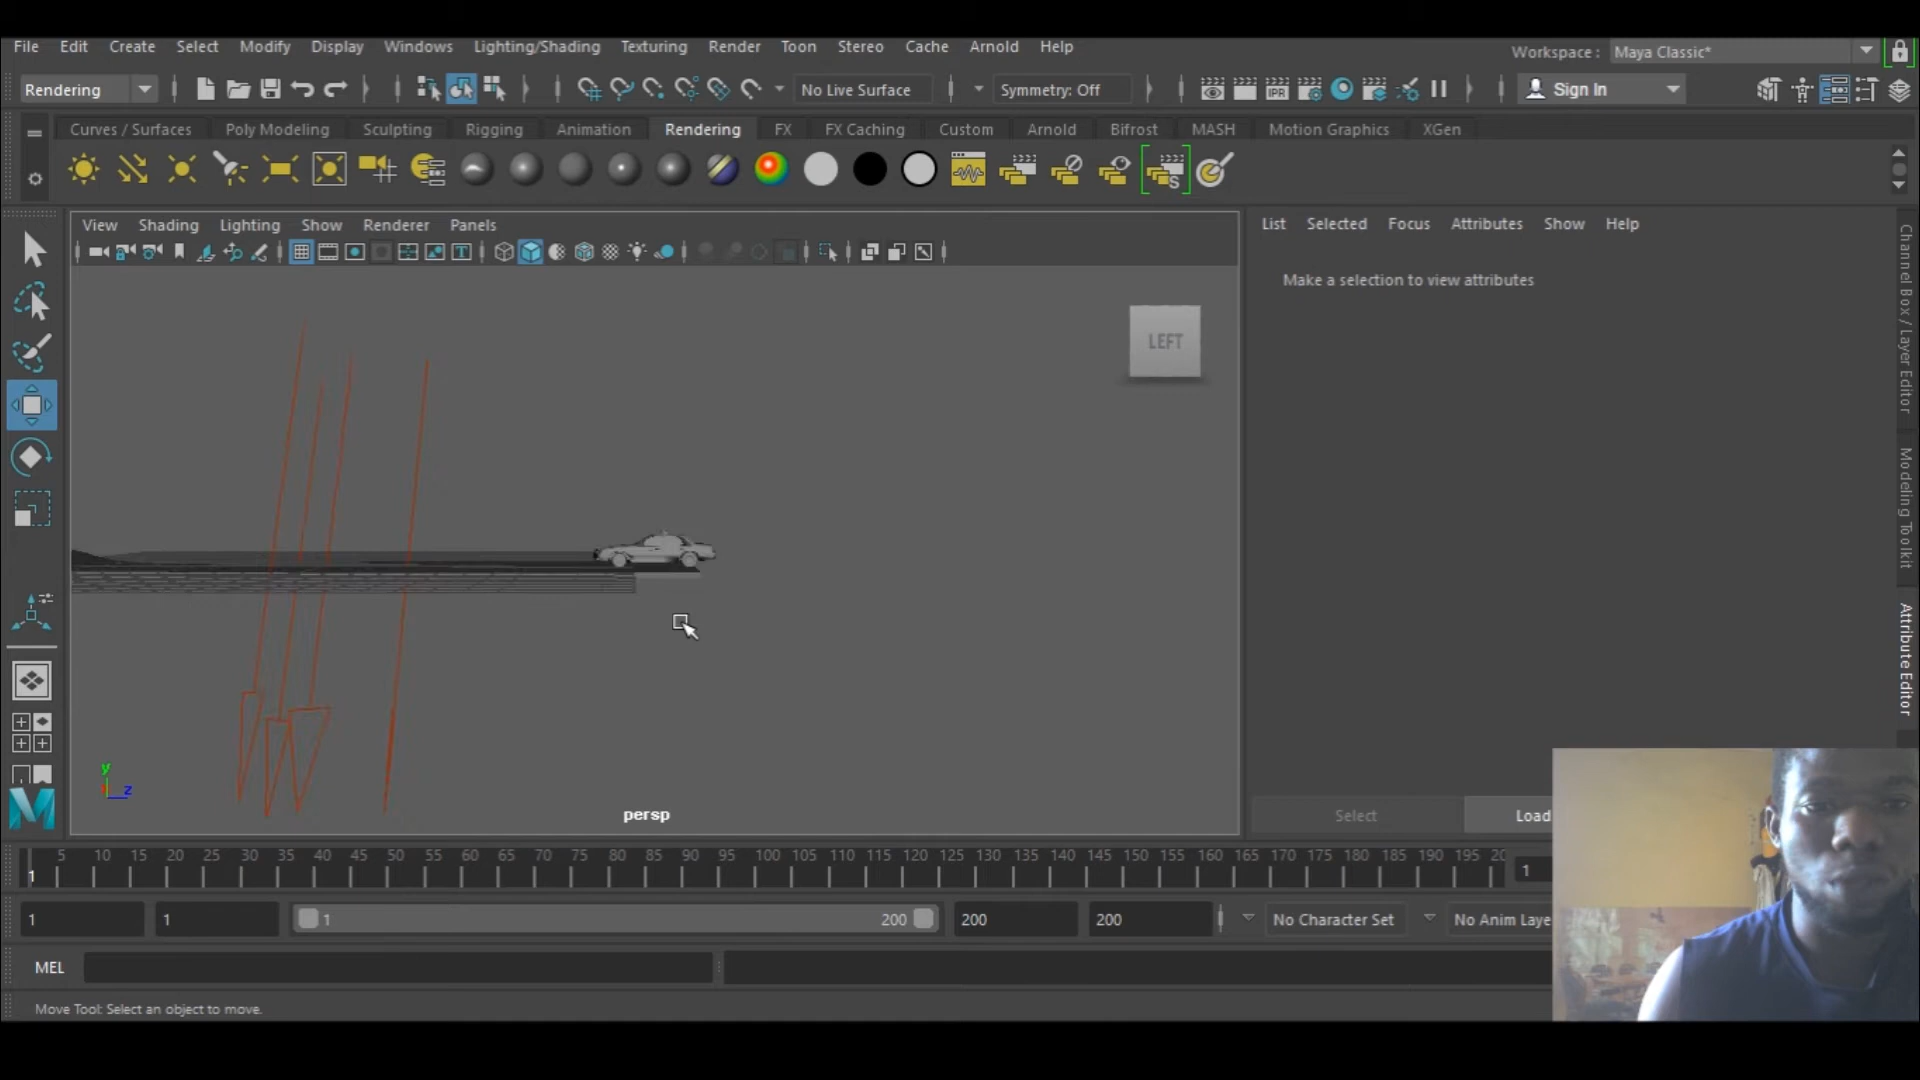 File Edit Create Select Modify Display Windows Lighting/Shading Texturing Render Toon Stereo Cache Arnold Help
Workspace : Maya Classic*
Rendering No Live Surface Symmetry: Off IPR Sign In
Curves / Surfaces Poly Modeling Sculpting Rigging Animation Rendering FX FX Caching Custom Arnold Bifrost MASH Motion Graphics XGen
View Shading Lighting Show Renderer Panels
List Selected Focus Attributes Show Help
Make a selection to view attributes
LEFT
Channel Box / Layer Editor
Modeling Toolkit
Attribute Editor
y
z
persp
Select Load
5 10 15 20 25 30 35 40 45 50 55 60 65 70 75 80 85 90 95 100 105 110 115 120 125 130 135 140 145 150 155 160 165 170 175 180 185 190 195 20
1 1
1 1 1 200 200 200 No Character Set No Anim Laye
MEL
Move Tool: Select an object to move.